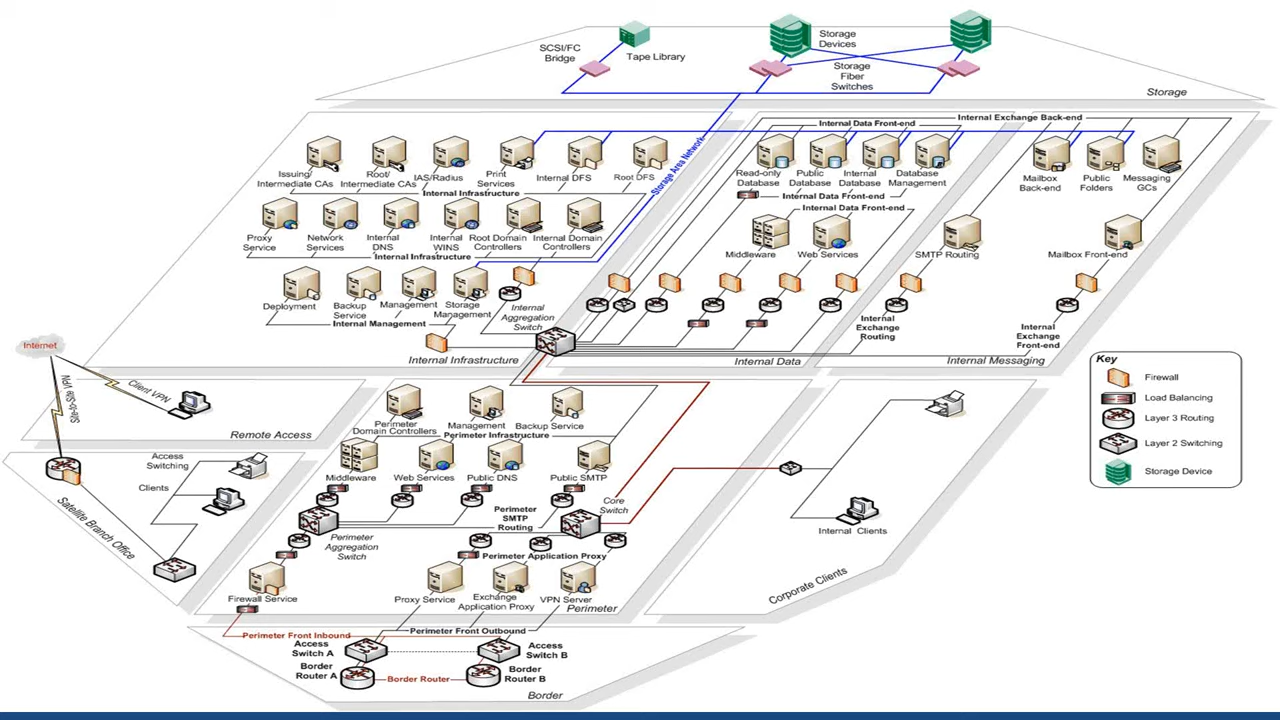 SCSI/FC
Bridge
Tape Library
Storage
Devices
Storage
Fiber
Switches
Storage
Internal Exchange Back-end
Internal Data Front-end
Storage Area Network
Issuing/
Intermediate CAs
Root/
Intermediate CAs
IAS/Radius
Print
Services
Internal DFS
Root DFS
Internal Infrastructure
Read-only
Database
Public
Database
Internal
Database
Database
Management
Internal Data Front-end
Internal Data Front-end
Mailbox
Back-end
Public
Folders
Messaging
GCs
Proxy
Service
Network
Services
Internal
DNS
Internal
WINS
Root Domain
Controllers
Internal Domain
Controllers
Internal Infrastructure
Middleware
Web Services
SMTP Routing
Mailbox Front-end
Deployment
Backup
Service
Management
Storage
Management
Internal Management
Internal
Aggregation
Switch
Internal
Exchange
Routing
Internal
Exchange
Front-end
Internal Infrastructure
Internal Data
Internal Messaging
Internet
Client VPN
Site-to-Site VPN
Remote Access
Key
Firewall
Load Balancing
Layer 3 Routing
Layer 2 Switching
Storage Device
Perimeter
Domain Controllers
Management
Backup Service
Perimeter Infrastructure
Access
Switching
Clients
Satellite Branch Office
Middleware
Web Services
Public DNS
Public SMTP
Perimeter
SMTP
Routing
Core
Switch
Perimeter
Aggregation
Switch
Perimeter Application Proxy
Internal Clients
Corporate Clients
Firewall Service
Proxy Service
Exchange
Application Proxy
VPN Server
Perimeter
Perimeter Front Inbound
Perimeter Front Outbound
Access
Switch A
Access
Switch B
Border
Router A
Border Router
Border
Router B
Border